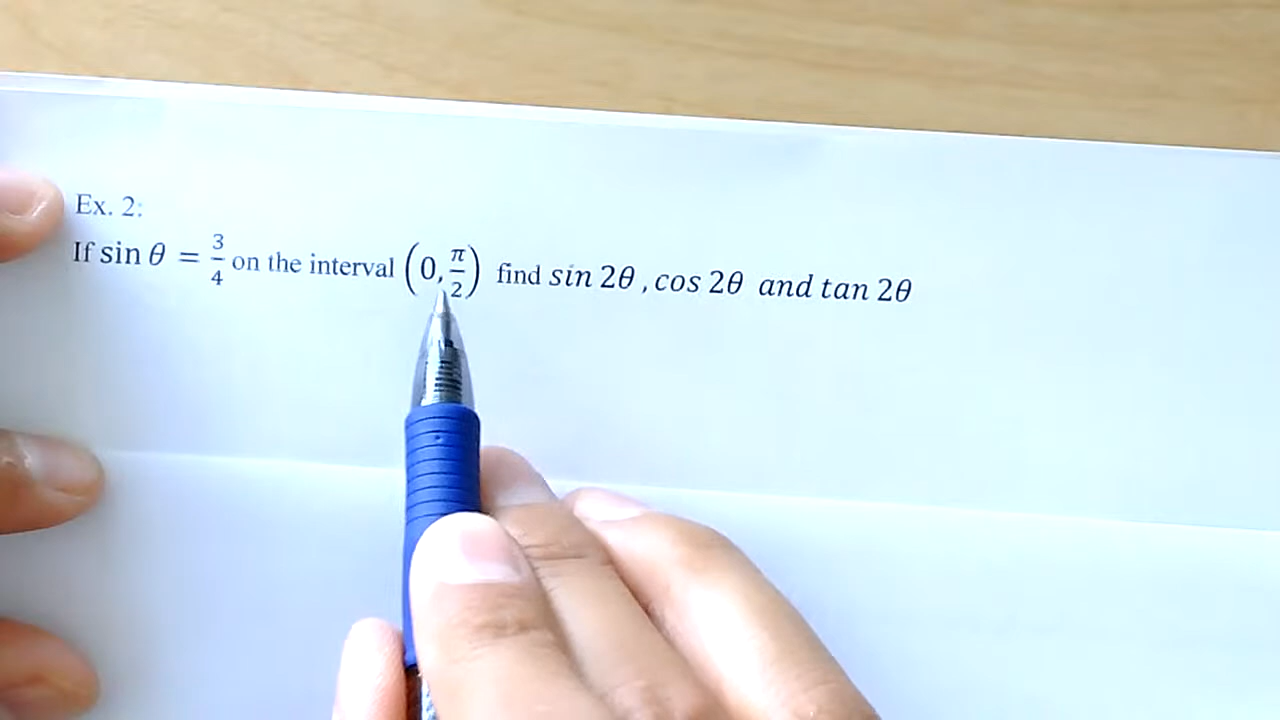 Ex. 2:
If sin θ = 3/4 on the interval (0, π/2) find sin 2θ , cos 2θ and tan 2θ